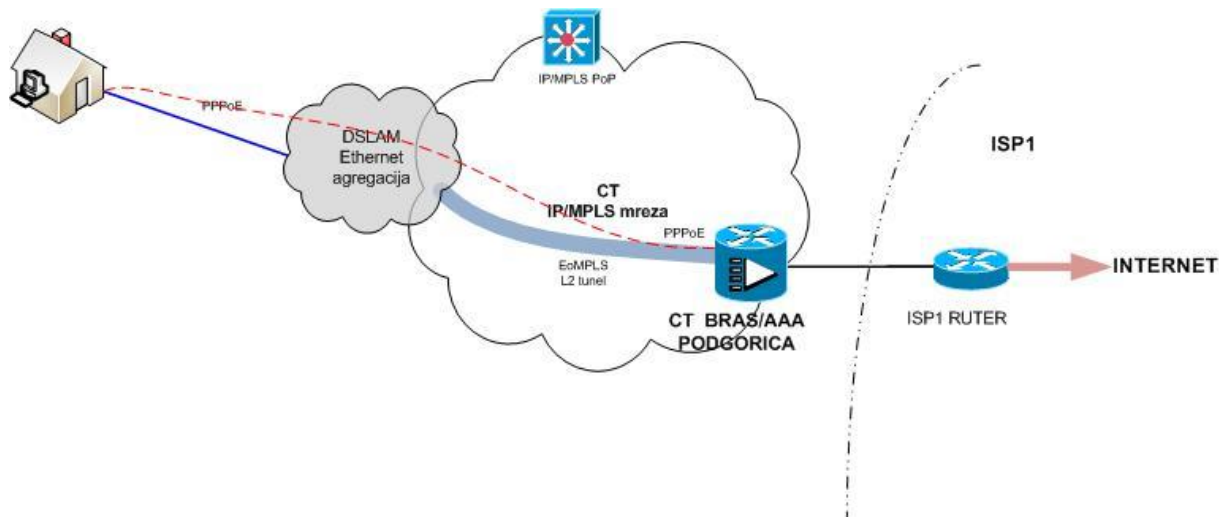 IP/MPLS PoP
PPPoE
DSLAM
Ethernet
agregacija
ISP1
CT
IP/MPLS mreza
PPPoE
EoMPLS
L2 tunel
INTERNET
CT BRAS/AAA
PODGORICA
ISP1 RUTER